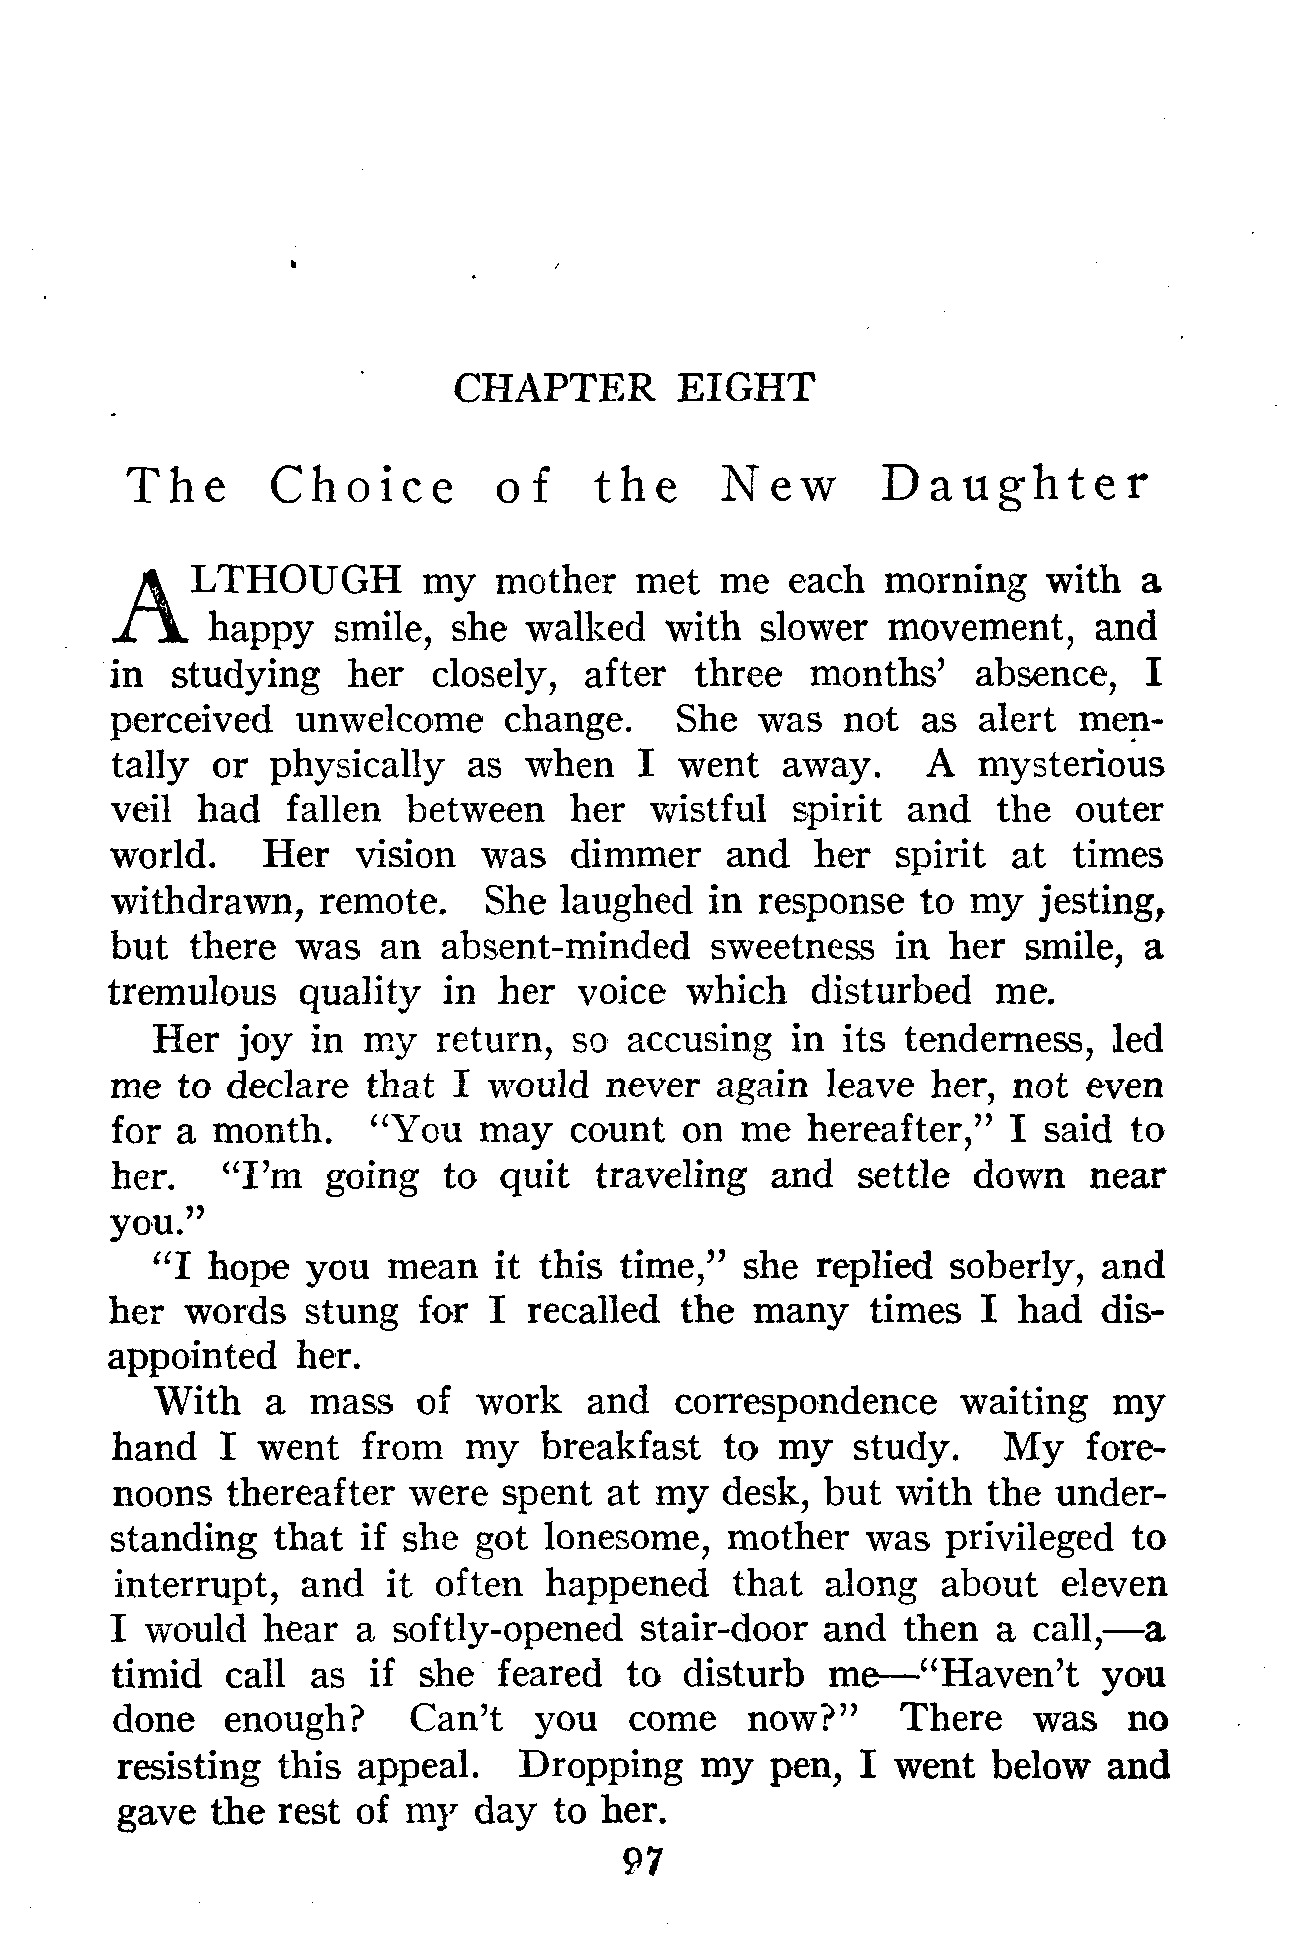 CHAPTER EIGHT
The Choice of the New Daughter
ALTHOUGH my mother met me each morning with a
happy smile, she walked with slower movement, and
in studying her closely, after three months' absence, I
perceived unwelcome change. She was not as alert men-
tally or physically as when I went away. A mysterious
veil had fallen between her wistful spirit and the outer
world. Her vision was dimmer and her spirit at times
withdrawn, remote. She laughed in response to my jesting,
but there was an absent-minded sweetness in her smile, a
tremulous quality in her voice which disturbed me.
Her joy in my return, so accusing in its tenderness, led
me to declare that I would never again leave her, not even
for a month. “You may count on me hereafter,” I said to
her. “I'm going to quit traveling and settle down near
you.”
“I hope you mean it this time,” she replied soberly, and
her words stung for I recalled the many times I had dis-
appointed her.
With a mass of work and correspondence waiting my
hand I went from my breakfast to my study. My fore-
noons thereafter were spent at my desk, but with the under-
standing that if she got lonesome, mother was privileged to
interrupt, and it often happened that along about eleven
I would hear a softly-opened stair-door and then a call,—a
timid call as if she feared to disturb me—“Haven't you
done enough? Can't you come now?” There was no
resisting this appeal. Dropping my pen, I went below and
gave the rest of my day to her.
97